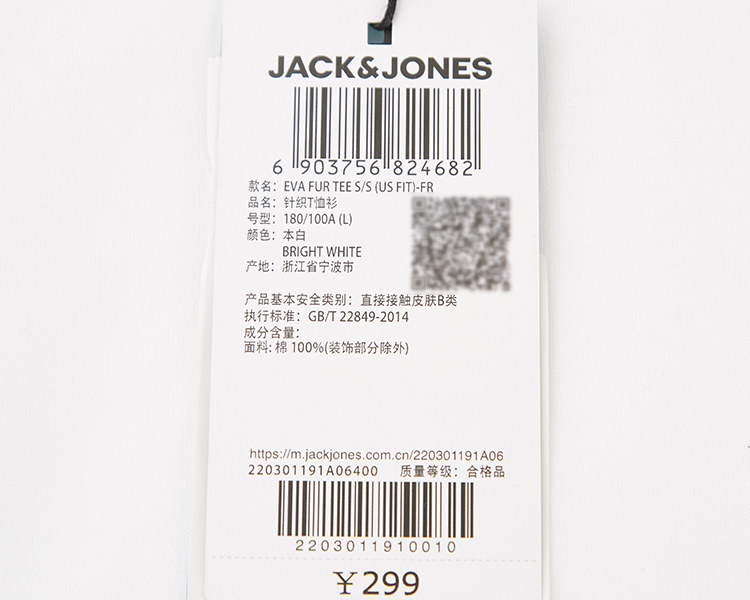 JACK&JONES
6 903756 824682
款名：EVA FUR TEE S/S (US FIT)-FR
品名：针织T恤衫
号型：180/100A (L)
颜色：本白
BRIGHT WHITE
产地：浙江省宁波市
产品基本安全类别：直接接触皮肤B类
执行标准：GB/T 22849-2014
成分含量：
面料: 棉 100%(装饰部分除外)
https://m.jackjones.com.cn/220301191A06
220301191A06400 质量等级：合格品
2203011910010
￥299